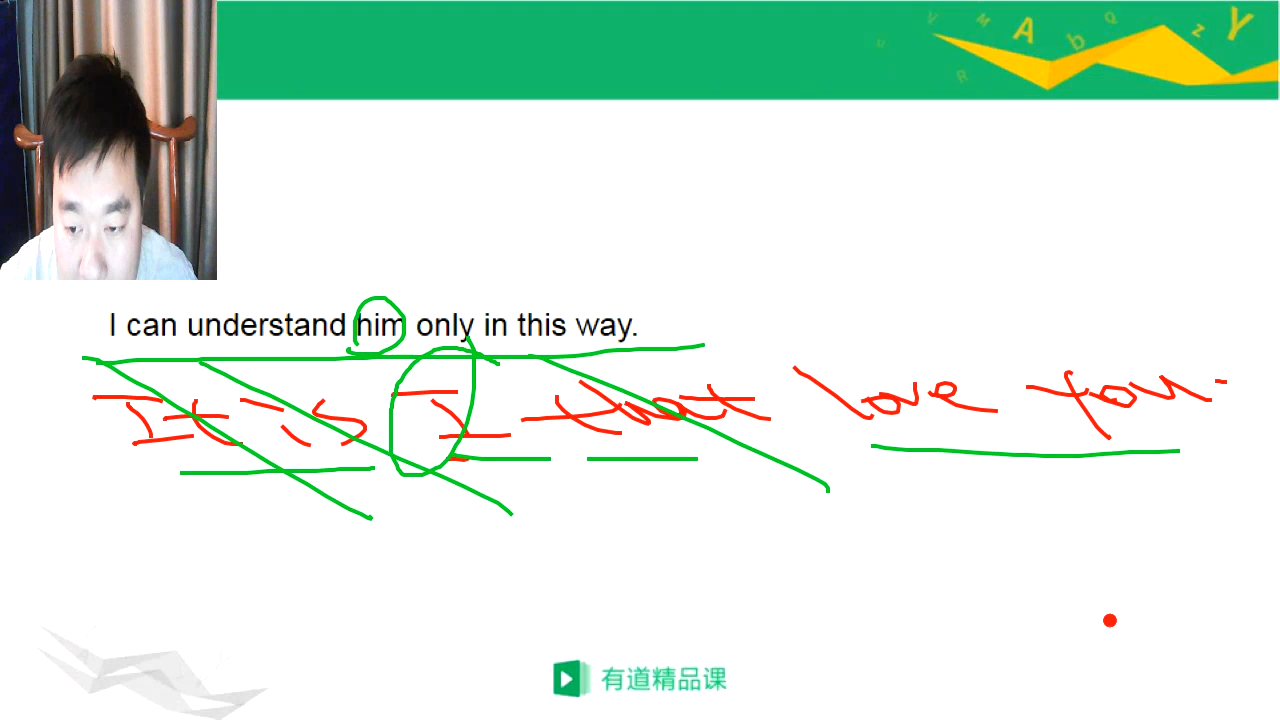 I can understand him only in this way.
It is I that love you.
有道精品课